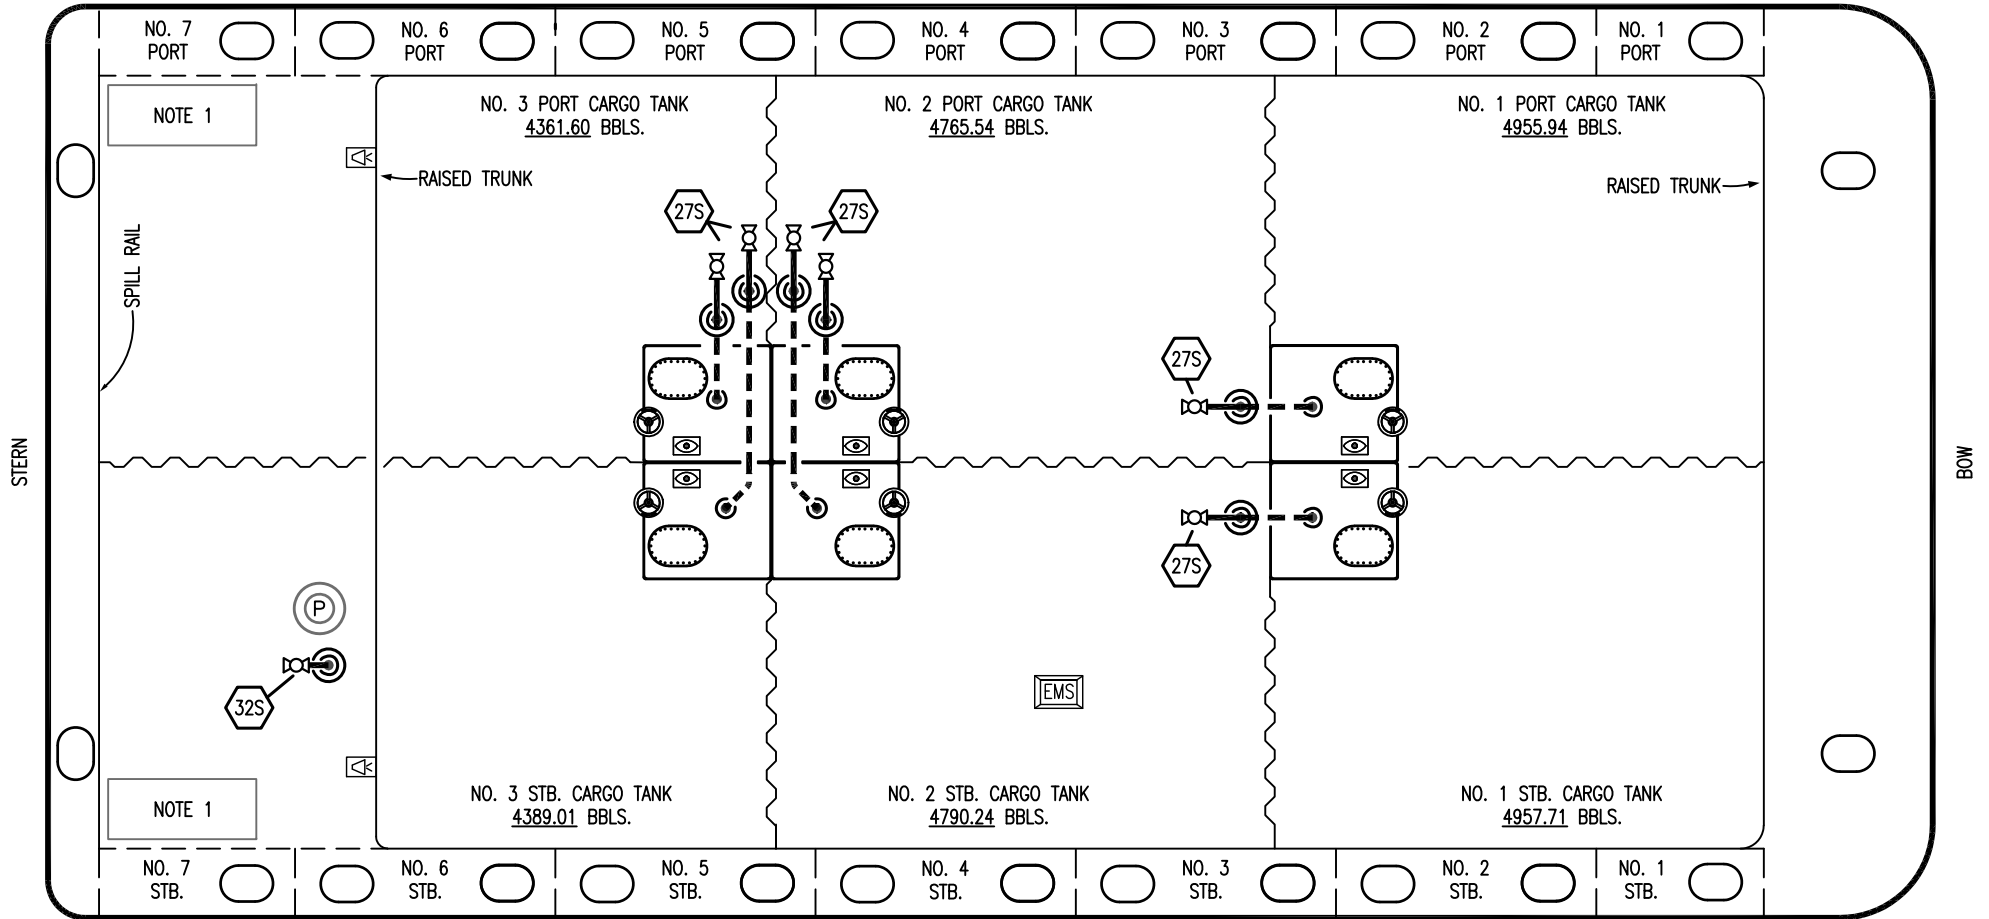 NO. 7
PORT
NO. 6
PORT
NO. 5
PORT
NO. 4
PORT
NO. 3
PORT
NO. 2
PORT
NO. 1
PORT
NOTE 1
NO. 3 PORT CARGO TANK
4361.60 BBLS.
NO. 2 PORT CARGO TANK
4765.54 BBLS.
NO. 1 PORT CARGO TANK
4955.94 BBLS.
RAISED TRUNK
RAISED TRUNK
27S
27S
SPILL RAIL
27S
STERN
BOW
27S
P
32S
EMS
NOTE 1
NO. 3 STB. CARGO TANK
4389.01 BBLS.
NO. 2 STB. CARGO TANK
4790.24 BBLS.
NO. 1 STB. CARGO TANK
4957.71 BBLS.
NO. 7
STB.
NO. 6
STB.
NO. 5
STB.
NO. 4
STB.
NO. 3
STB.
NO. 2
STB.
NO. 1
STB.